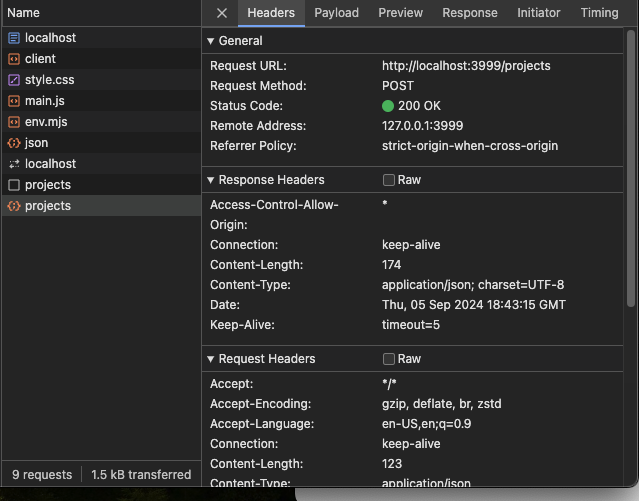 Name
Headers Payload Preview Response Initiator Timing
localhost
client
style.css
main.js
env.mjs
json
localhost
projects
projects
9 requests 1.5 kB transferred
General
Request URL: http://localhost:3999/projects
Request Method: POST
Status Code: 200 OK
Remote Address: 127.0.0.1:3999
Referrer Policy: strict-origin-when-cross-origin
Response Headers Raw
Access-Control-Allow- *
Origin:
Connection: keep-alive
Content-Length: 174
Content-Type: application/json; charset=UTF-8
Date: Thu, 05 Sep 2024 18:43:15 GMT
Keep-Alive: timeout=5
Request Headers Raw
Accept: */*
Accept-Encoding: gzip, deflate, br, zstd
Accept-Language: en-US,en;q=0.9
Connection: keep-alive
Content-Length: 123
Content-Type: application/json